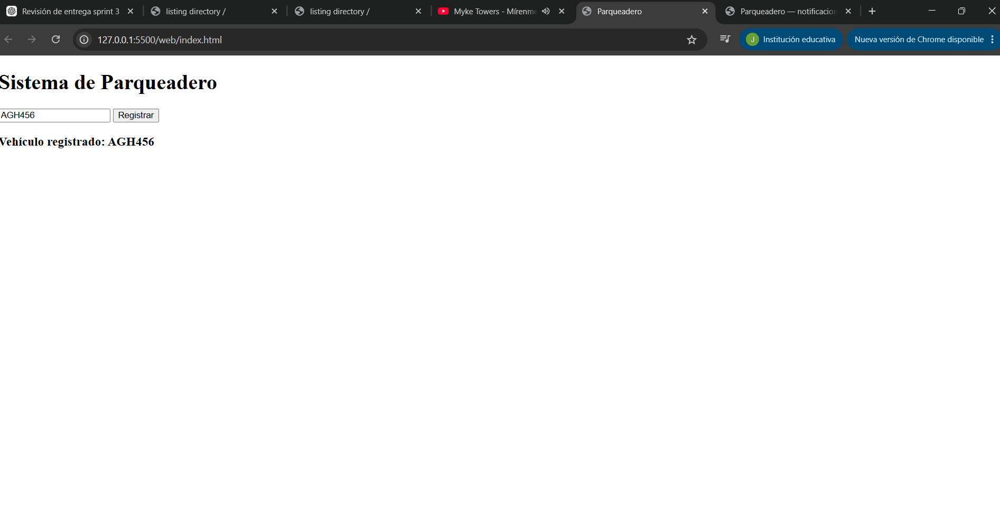 Revisión de entrega sprint 3
listing directory /
listing directory /
Myke Towers - Mírenme
Parqueadero
Parqueadero — notificacion
127.0.0.1:5500/web/index.html
J
Institución educativa
Nueva versión de Chrome disponible
Sistema de Parqueadero
AGH456
Registrar
Vehículo registrado: AGH456